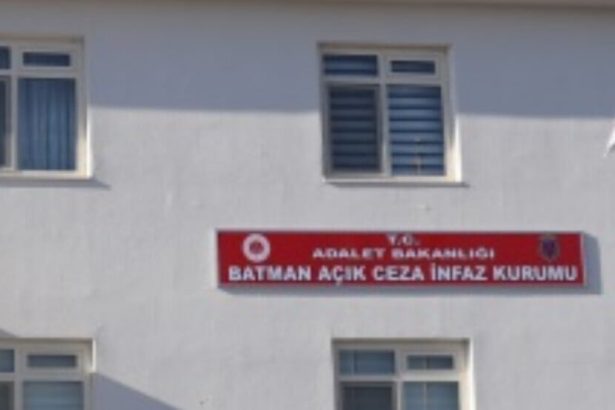 T.C.
ADALET BAKANLIĞI
BATMAN AÇIK CEZA İNFAZ KURUMU